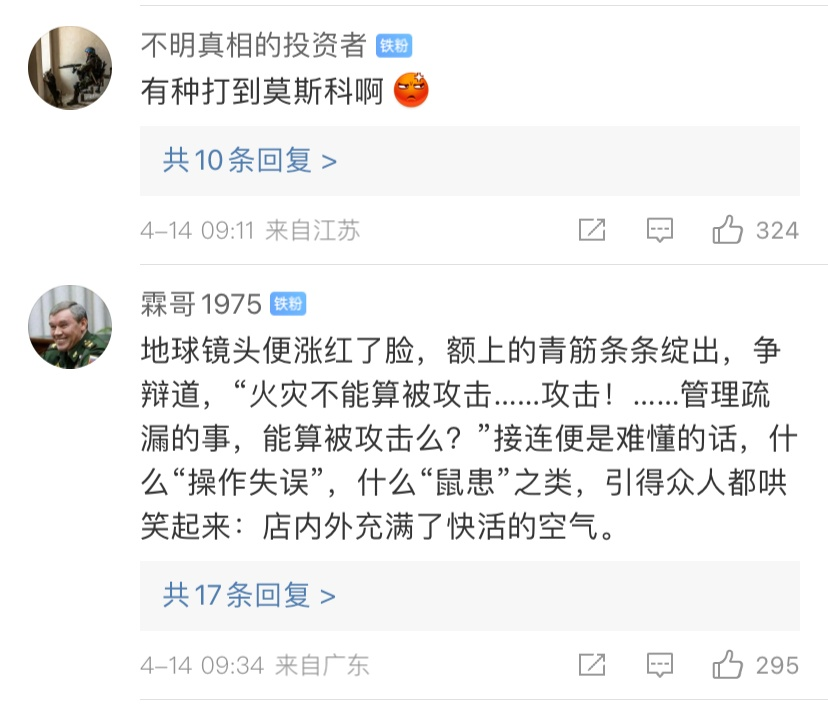 不明真相的投资者 铁粉
有种打到莫斯科啊
共10条回复 >
4-14 09:11 来自江苏 324
霖哥1975 铁粉
地球镜头便涨红了脸，额上的青筋条条绽出，争
辩道，“火灾不能算被攻击……攻击！……管理疏
漏的事，能算被攻击么？”接连便是难懂的话，什
么“操作失误”，什么“鼠患”之类，引得众人都哄
笑起来：店内外充满了快活的空气。
共17条回复 >
4-14 09:34 来自广东 295